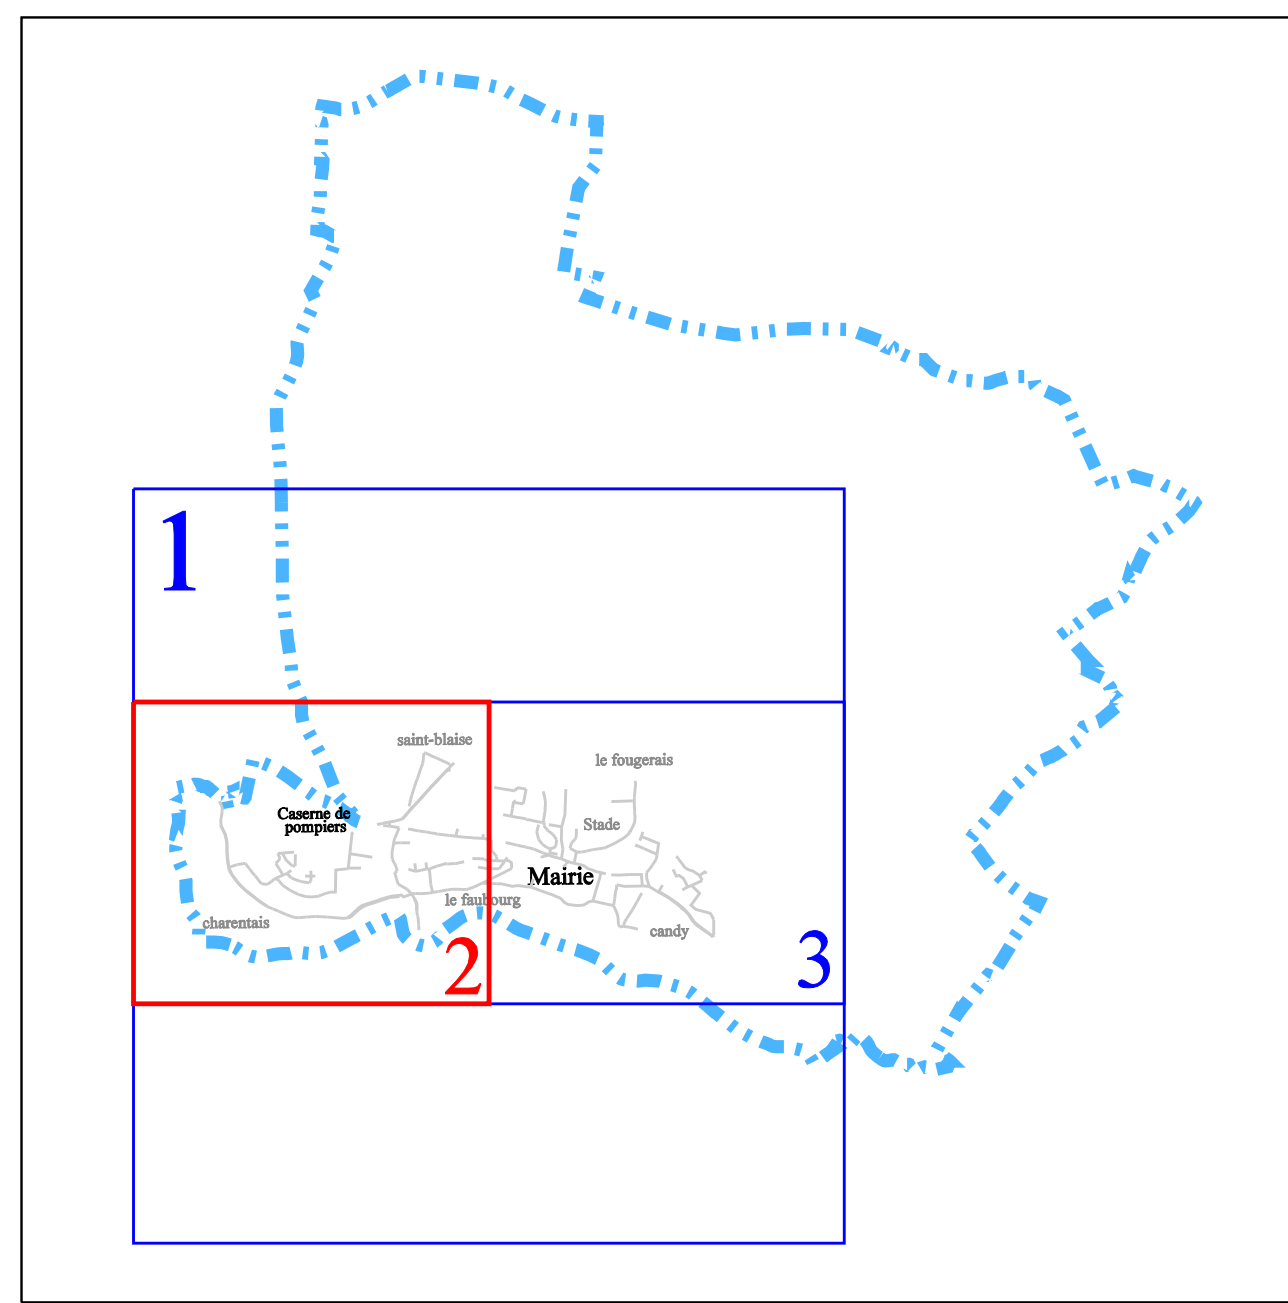 1
saint-blaise
le fougerais
Caserne de
pompiers
Stade
Mairie
le faubourg
charentais
candy
2
3